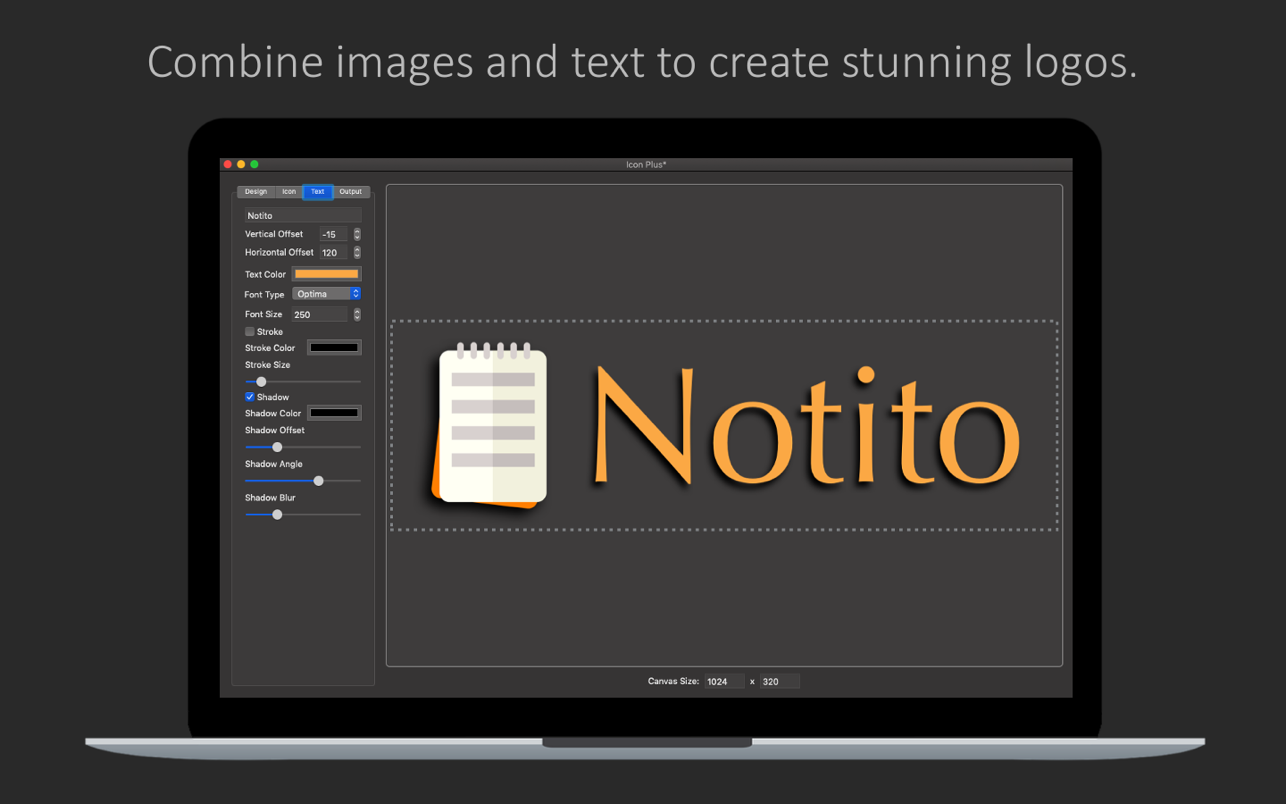 Combine images and text to create stunning logos.
Icon Plus*
Design Icon Text Output
Notito
Vertical Offset -15
Horizontal Offset 120
Text Color
Font Type Optima
Font Size 250
Stroke
Stroke Color
Stroke Size
Shadow
Shadow Color
Shadow Offset
Shadow Angle
Shadow Blur
Notito
Canvas Size: 1024 x 320